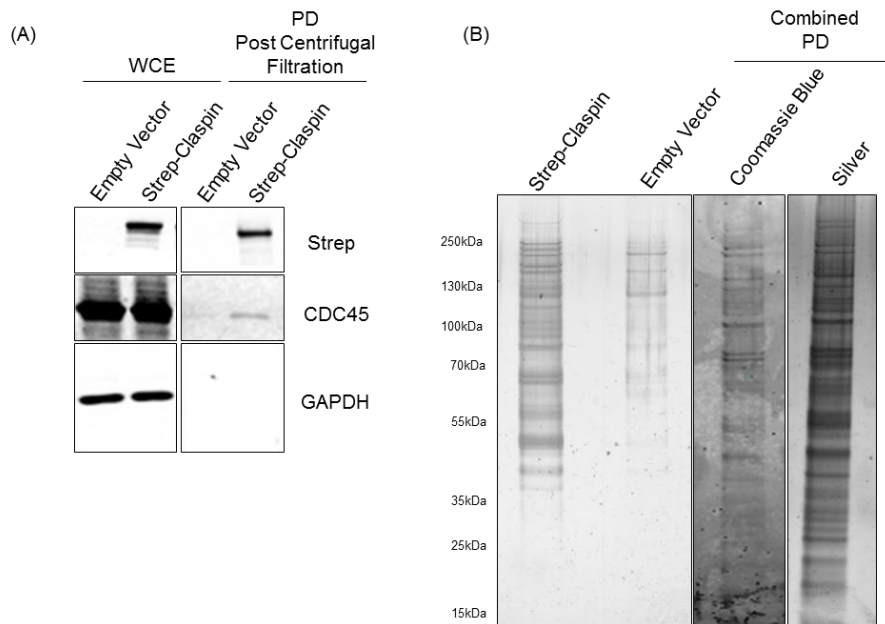 (A)
PD
Post Centrifugal
Filtration
WCE
Empty Vector
Strep-Claspin
Empty Vector
Strep-Claspin
Strep
CDC45
GAPDH
(B)
Combined
PD
Strep-Claspin
Empty Vector
Coomassie Blue
Silver
250kDa
130kDa
100kDa
70kDa
55kDa
35kDa
25kDa
15kDa